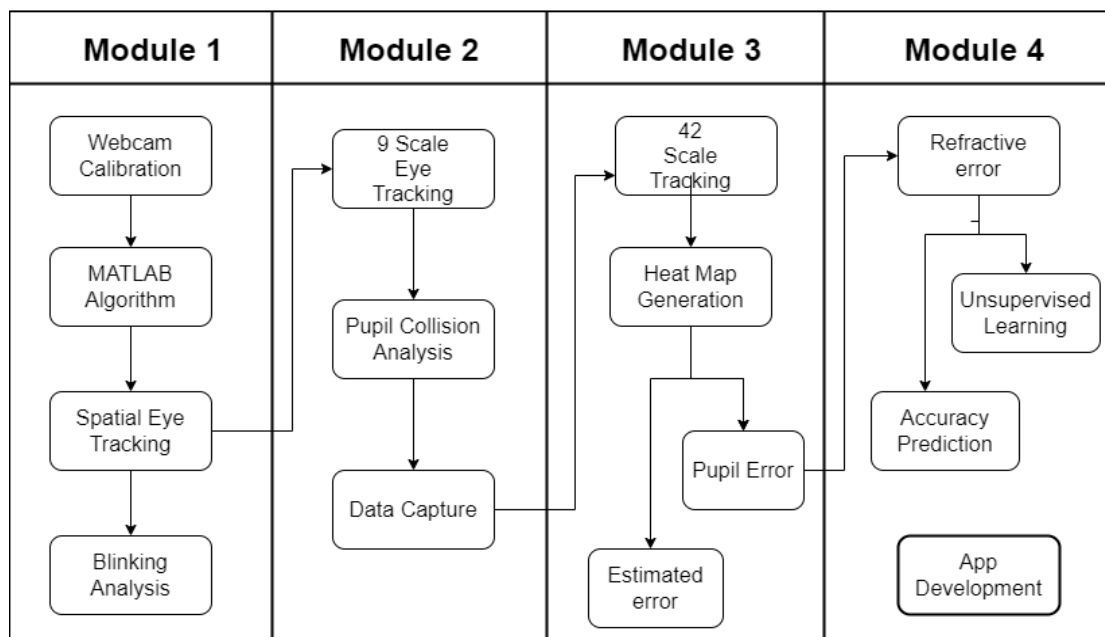 Module 1
Module 2
Module 3
Module 4
Webcam
Calibration
MATLAB
Algorithm
Spatial Eye
Tracking
Blinking
Analysis
9 Scale
Eye
Tracking
Pupil Collision
Analysis
Data Capture
42
Scale
Tracking
Heat Map
Generation
Pupil Error
Estimated
error
Refractive
error
Unsupervised
Learning
Accuracy
Prediction
App
Development